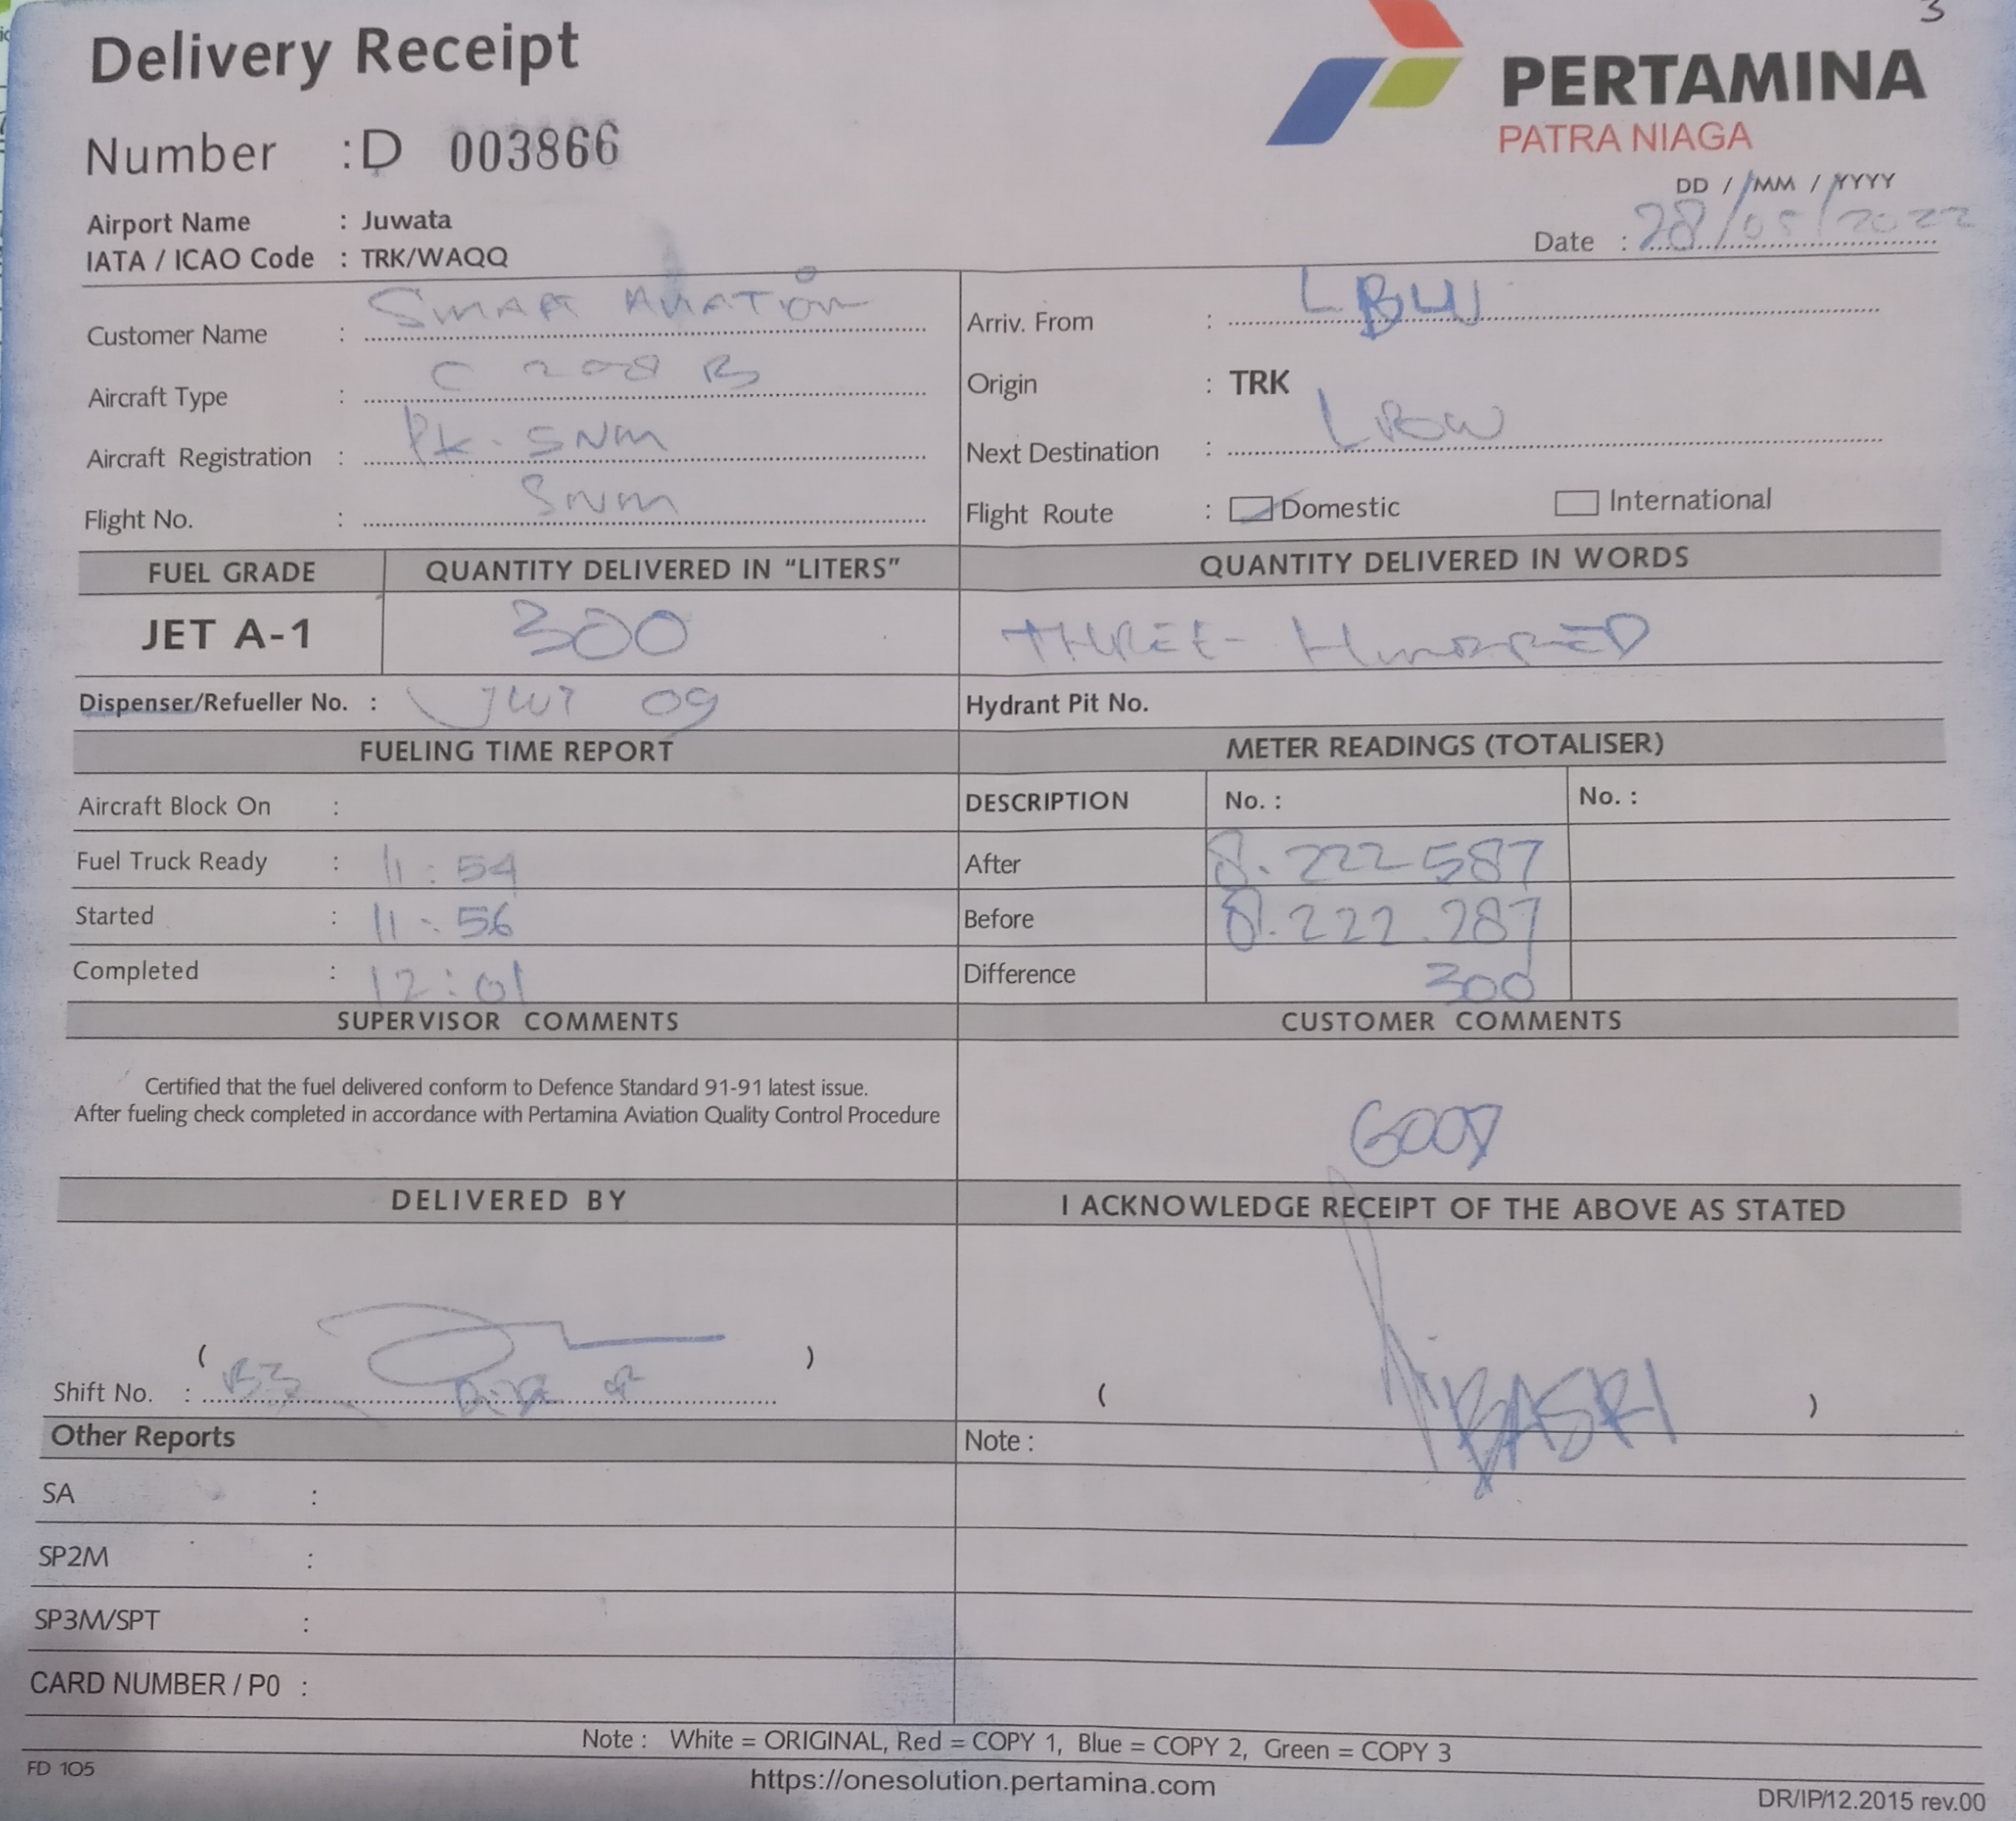 3
Delivery Receipt
PERTAMINA
PATRA NIAGA
Number : D 003866
DD / MM / YYYY
Airport Name : Juwata
Date : 28/05/2022
IATA / ICAO Code : TRK/WAQQ
Customer Name : SMART AVIATION
Arriv. From : LBW
Aircraft Type : C 208 B
Origin : TRK
Aircraft Registration : PK-SNM
Next Destination : LBW
Flight No. : SNM
Flight Route : Domestic International
FUEL GRADE QUANTITY DELIVERED IN “LITERS” QUANTITY DELIVERED IN WORDS
JET A-1 300 THREE-HUNDRED
Dispenser/Refueller No. : 09
Hydrant Pit No.
FUELING TIME REPORT METER READINGS (TOTALISER)
Aircraft Block On :
DESCRIPTION No. : No. :
Fuel Truck Ready : 11:54
After 8.222587
Started : 11:56
Before 8.222.287
Completed : 12:01
Difference 300
SUPERVISOR COMMENTS CUSTOMER COMMENTS
Certified that the fuel delivered conform to Defence Standard 91-91 latest issue.
After fueling check completed in accordance with Pertamina Aviation Quality Control Procedure
GOOD
DELIVERED BY I ACKNOWLEDGE RECEIPT OF THE ABOVE AS STATED
( )
Shift No. : B3
( BASRI )
Other Reports
Note :
SA :
SP2M :
SP3M/SPT :
CARD NUMBER / P0 :
Note : White = ORIGINAL, Red = COPY 1, Blue = COPY 2, Green = COPY 3
FD 105
https://onesolution.pertamina.com
DR/IP/12.2015 rev.00